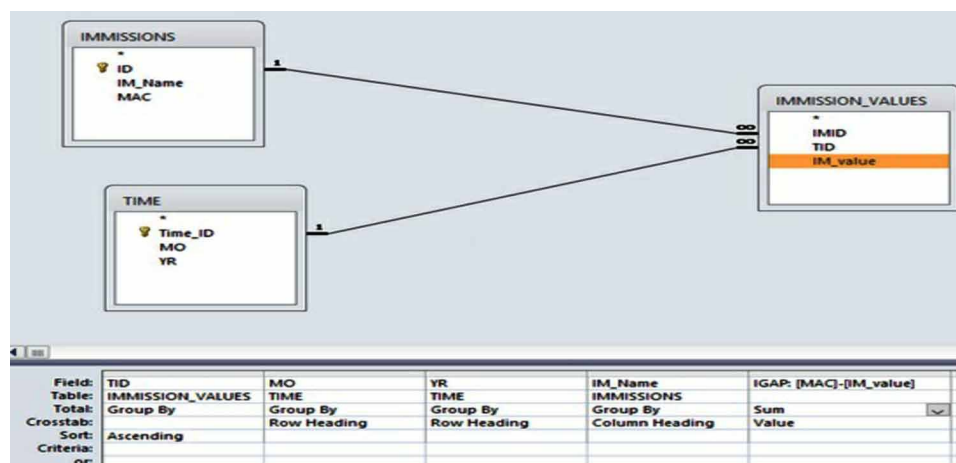 IMMISSIONS
*
ID
IM_Name
MAC
1
IMMISSION_VALUES
*
IMID
TID
IM_value
∞
∞
TIME
*
Time_ID
MO
YR
1
Field: TID MO YR IM_Name IGAP: [MAC]-[IM_value]
Table: IMMISSION_VALUES TIME TIME IMMISSIONS
Total: Group By Group By Group By Group By Sum
Crosstab: Row Heading Row Heading Column Heading Value
Sort: Ascending
Criteria:
or: